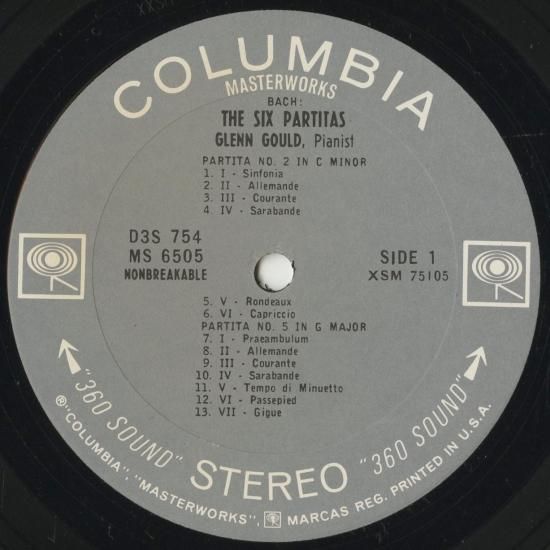 COLUMBIA
MASTERWORKS
BACH:
THE SIX PARTITAS
GLENN GOULD, Pianist
PARTITA NO. 2 IN C MINOR
1. I - Sinfonia
2. II - Allemande
3. III - Courante
4. IV - Sarabande
D3S 754
MS 6505
NONBREAKABLE
SIDE 1
XSM 75105
5. V - Rondeaux
6. VI - Capriccio
PARTITA NO. 5 IN G MAJOR
7. I - Praeambulum
8. II - Allemande
9. III - Courante
10. IV - Sarabande
11. V - Tempo di Minuetto
12. VI - Passepied
13. VII - Gigue
"360 SOUND" STEREO "360 SOUND"
®"COLUMBIA", "MASTERWORKS", MARCAS REG. PRINTED IN U.S.A.